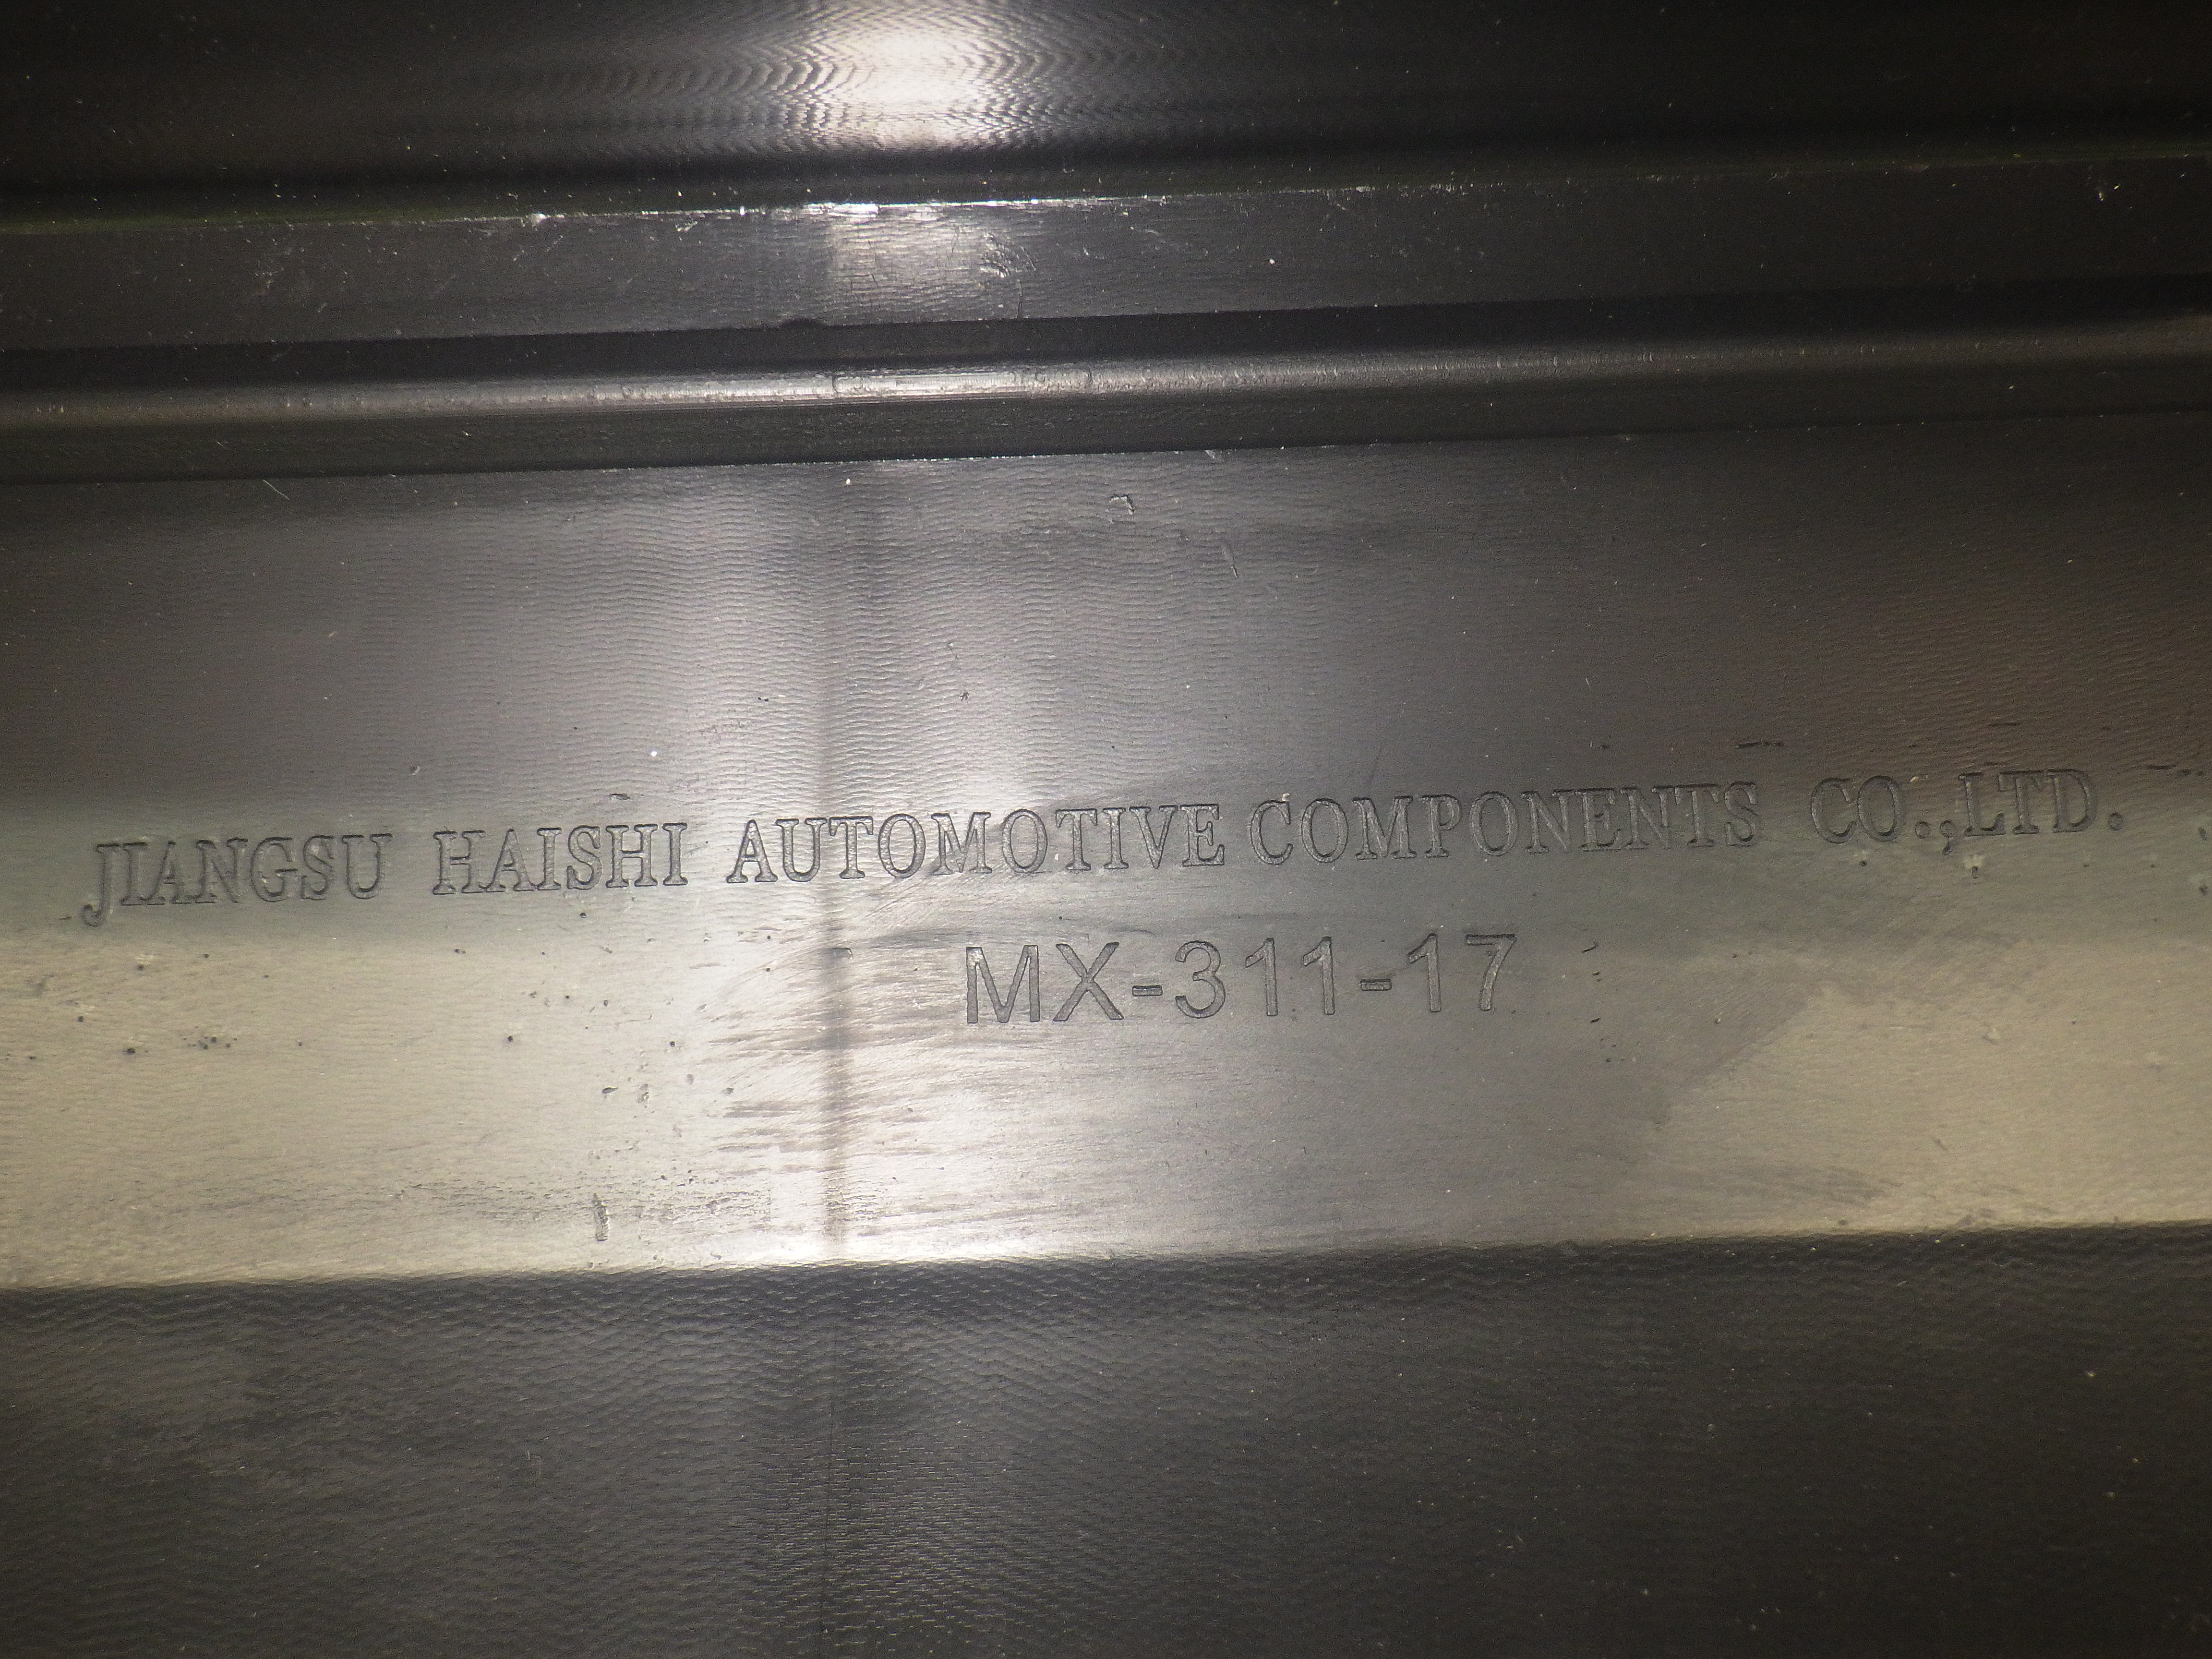 JIANGSU HAISHI AUTOMOTIVE COMPONENTS CO.,LTD.
MX-311-17